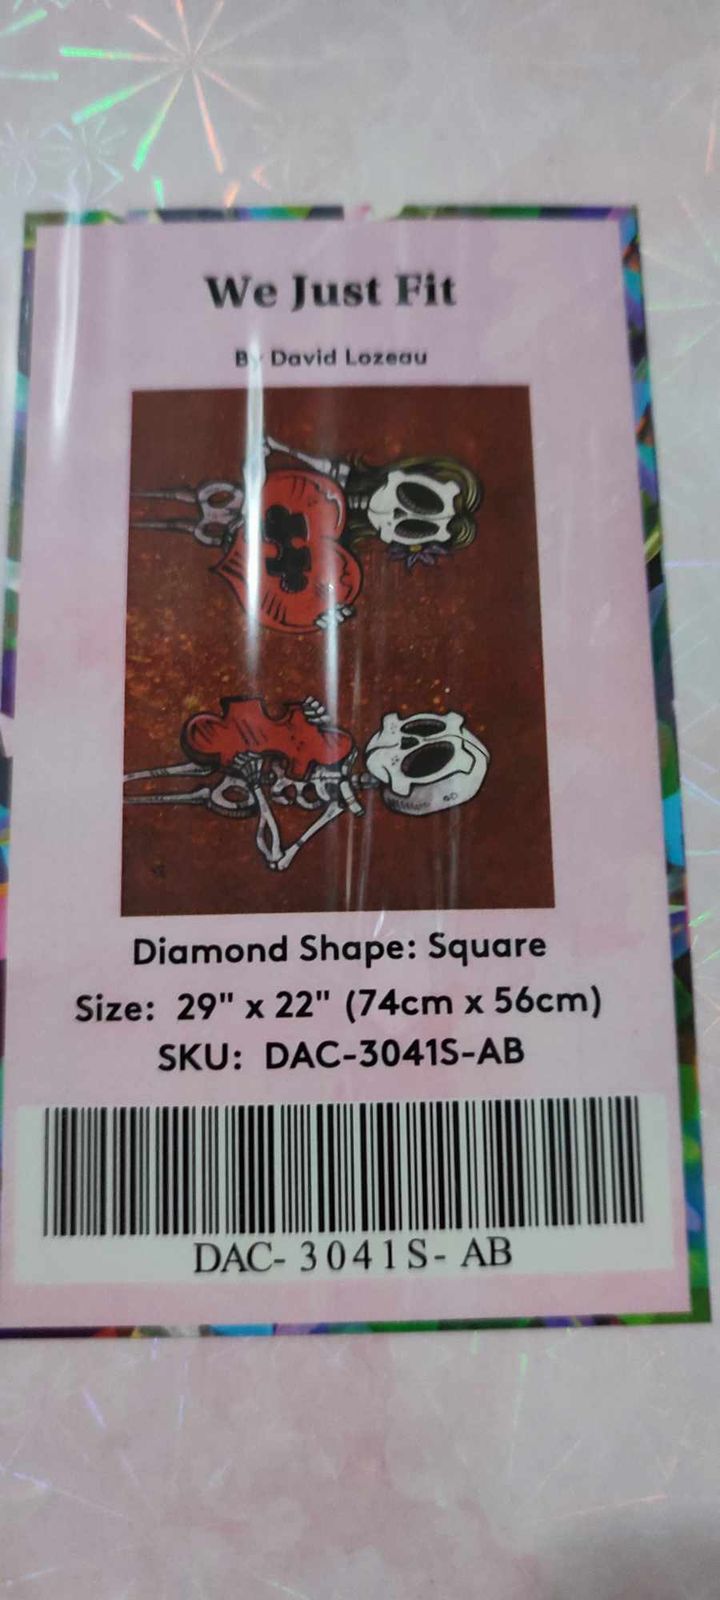 We Just Fit
By David Lozeau
Diamond Shape: Square
Size: 29" x 22" (74cm x 56cm)
SKU: DAC-3041S-AB
DAC- 3041S- AB